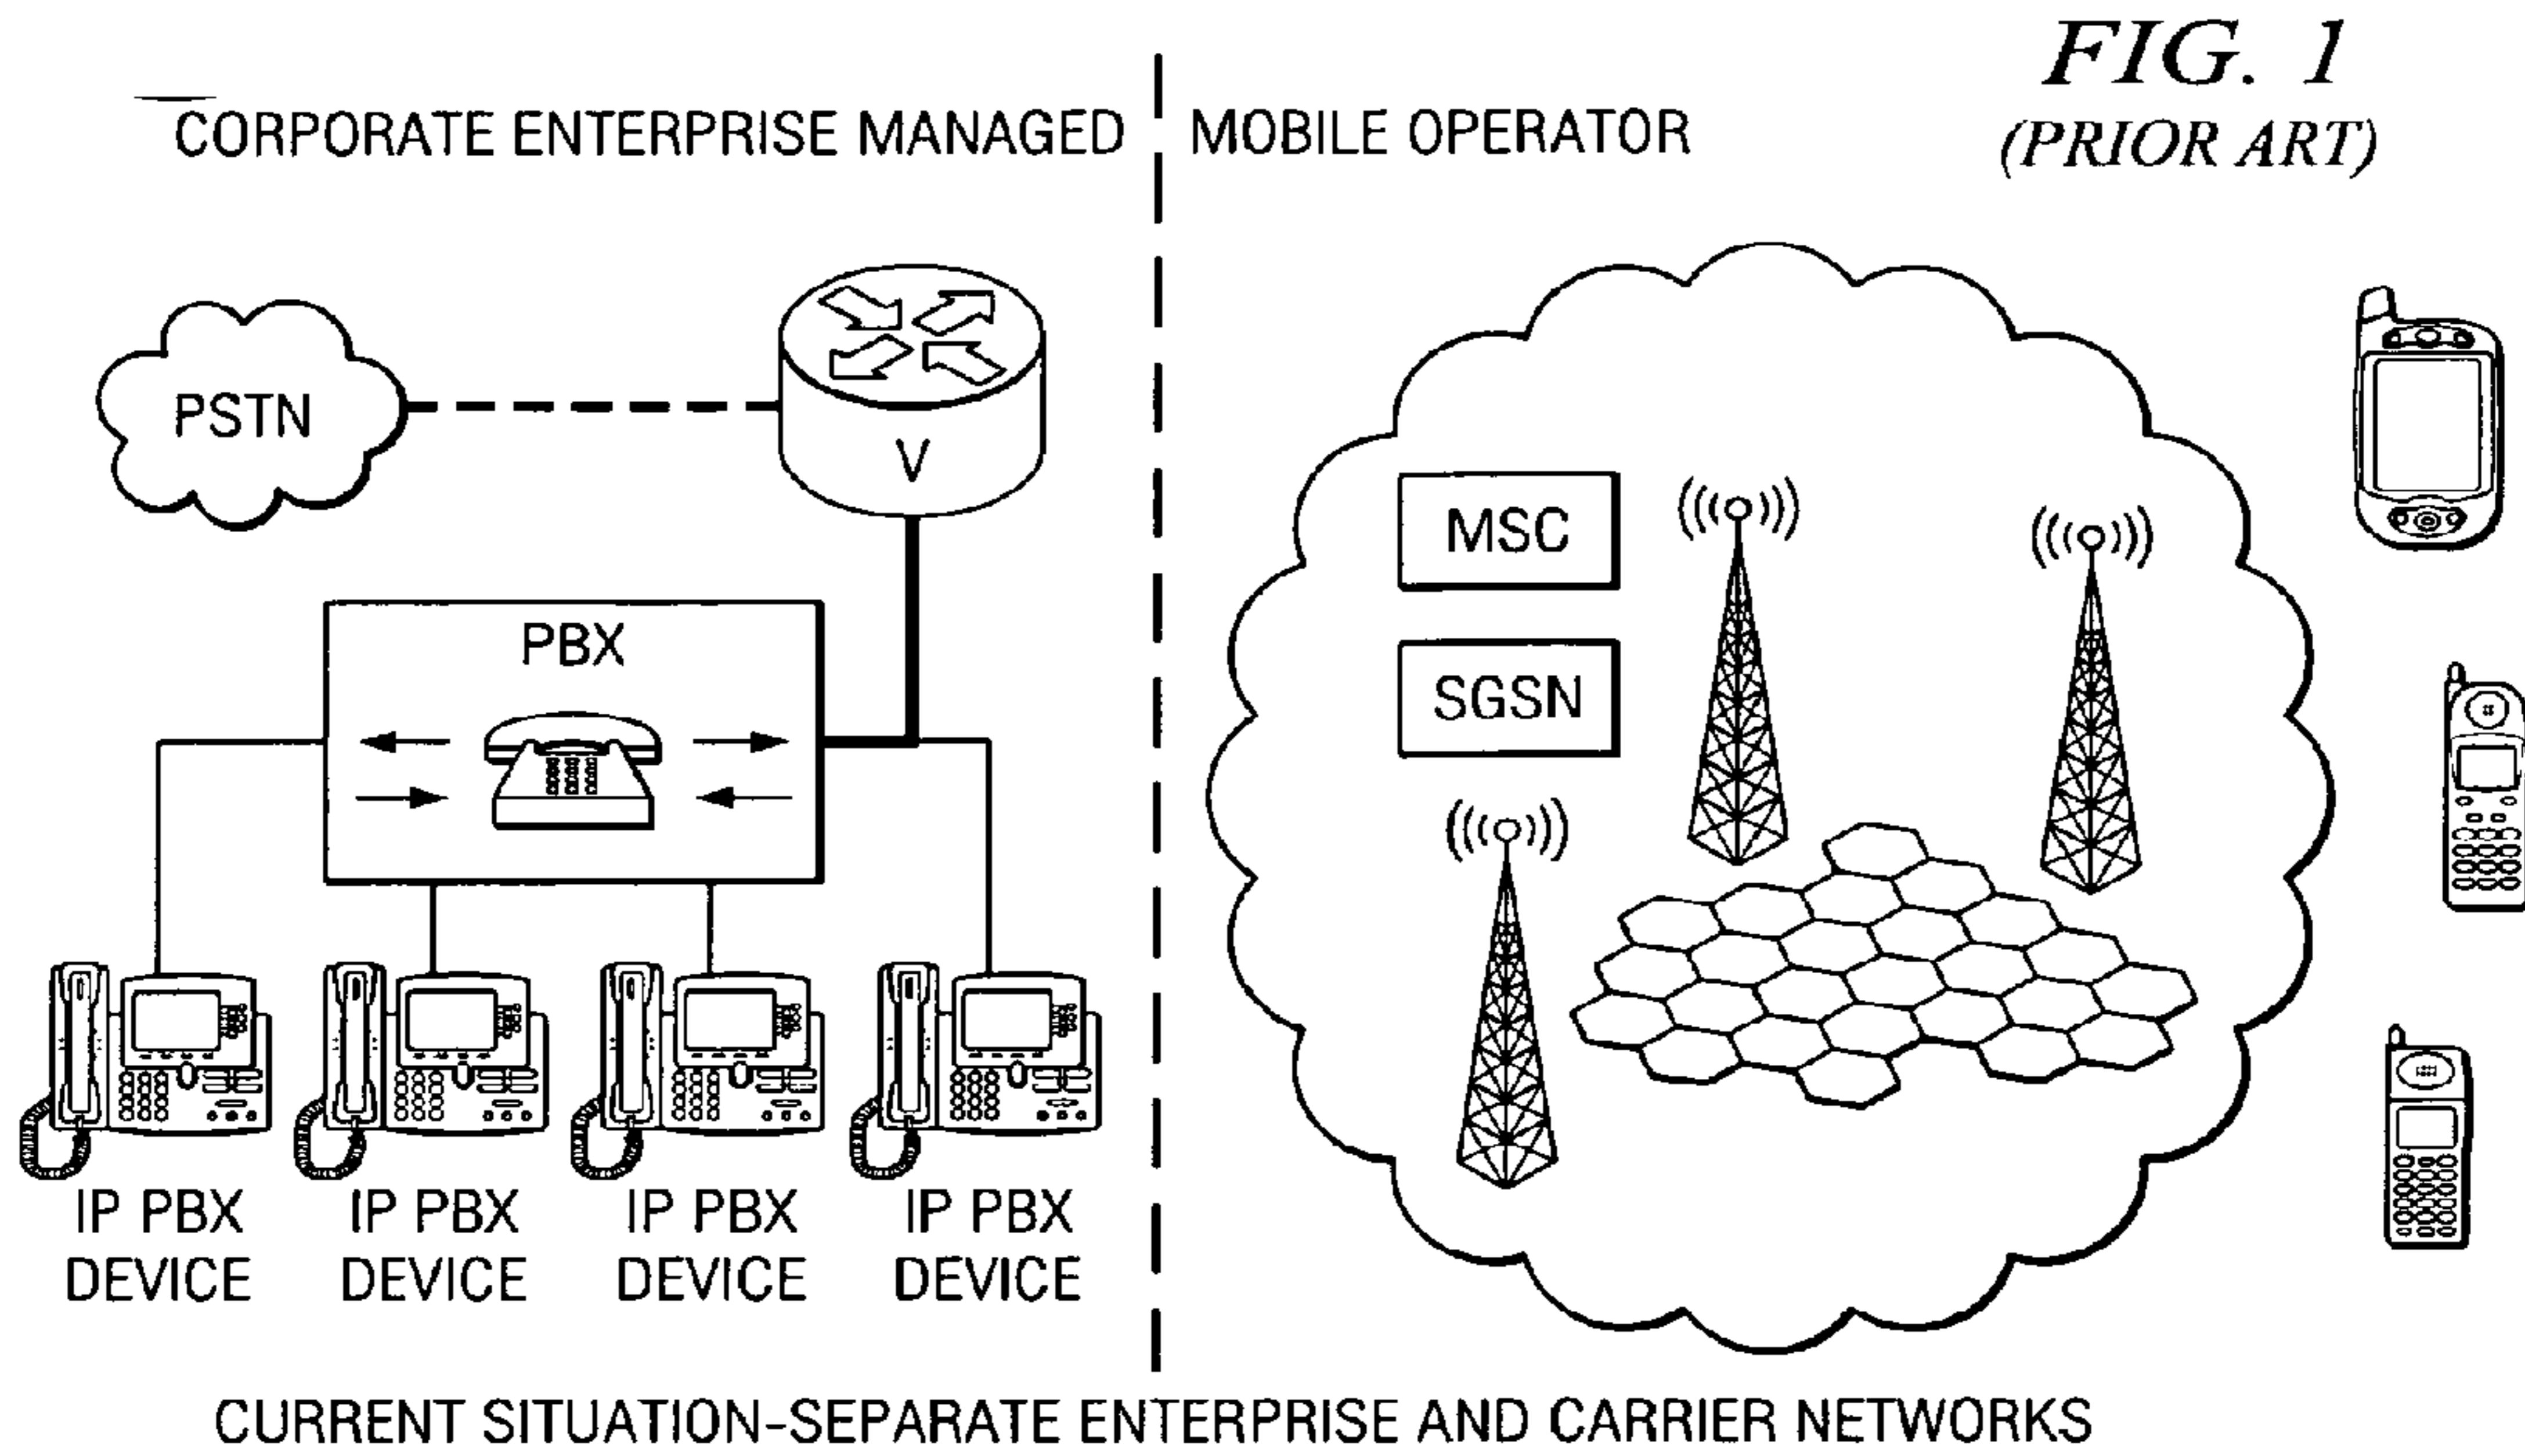 FIG. 1
(PRIOR ART)
CORPORATE ENTERPRISE MANAGED
MOBILE OPERATOR
PSTN
V
PBX
MSC
SGSN
IP PBX
DEVICE
IP PBX
DEVICE
IP PBX
DEVICE
IP PBX
DEVICE
CURRENT SITUATION-SEPARATE ENTERPRISE AND CARRIER NETWORKS